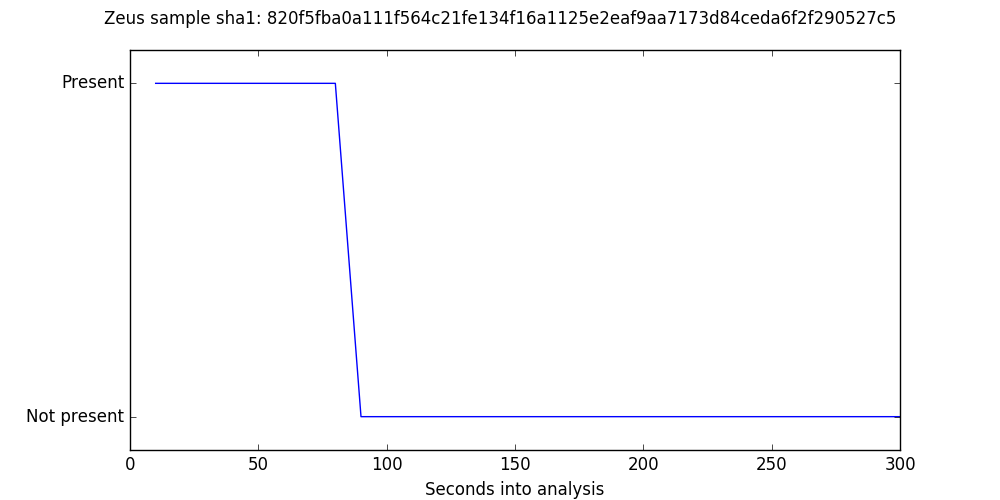 Zeus sample sha1: 820f5fba0a111f564c21fe134f16a1125e2eaf9aa7173d84ceda6f2f290527c5
Present
Not present
0 50 100 150 200 250 300
Seconds into analysis